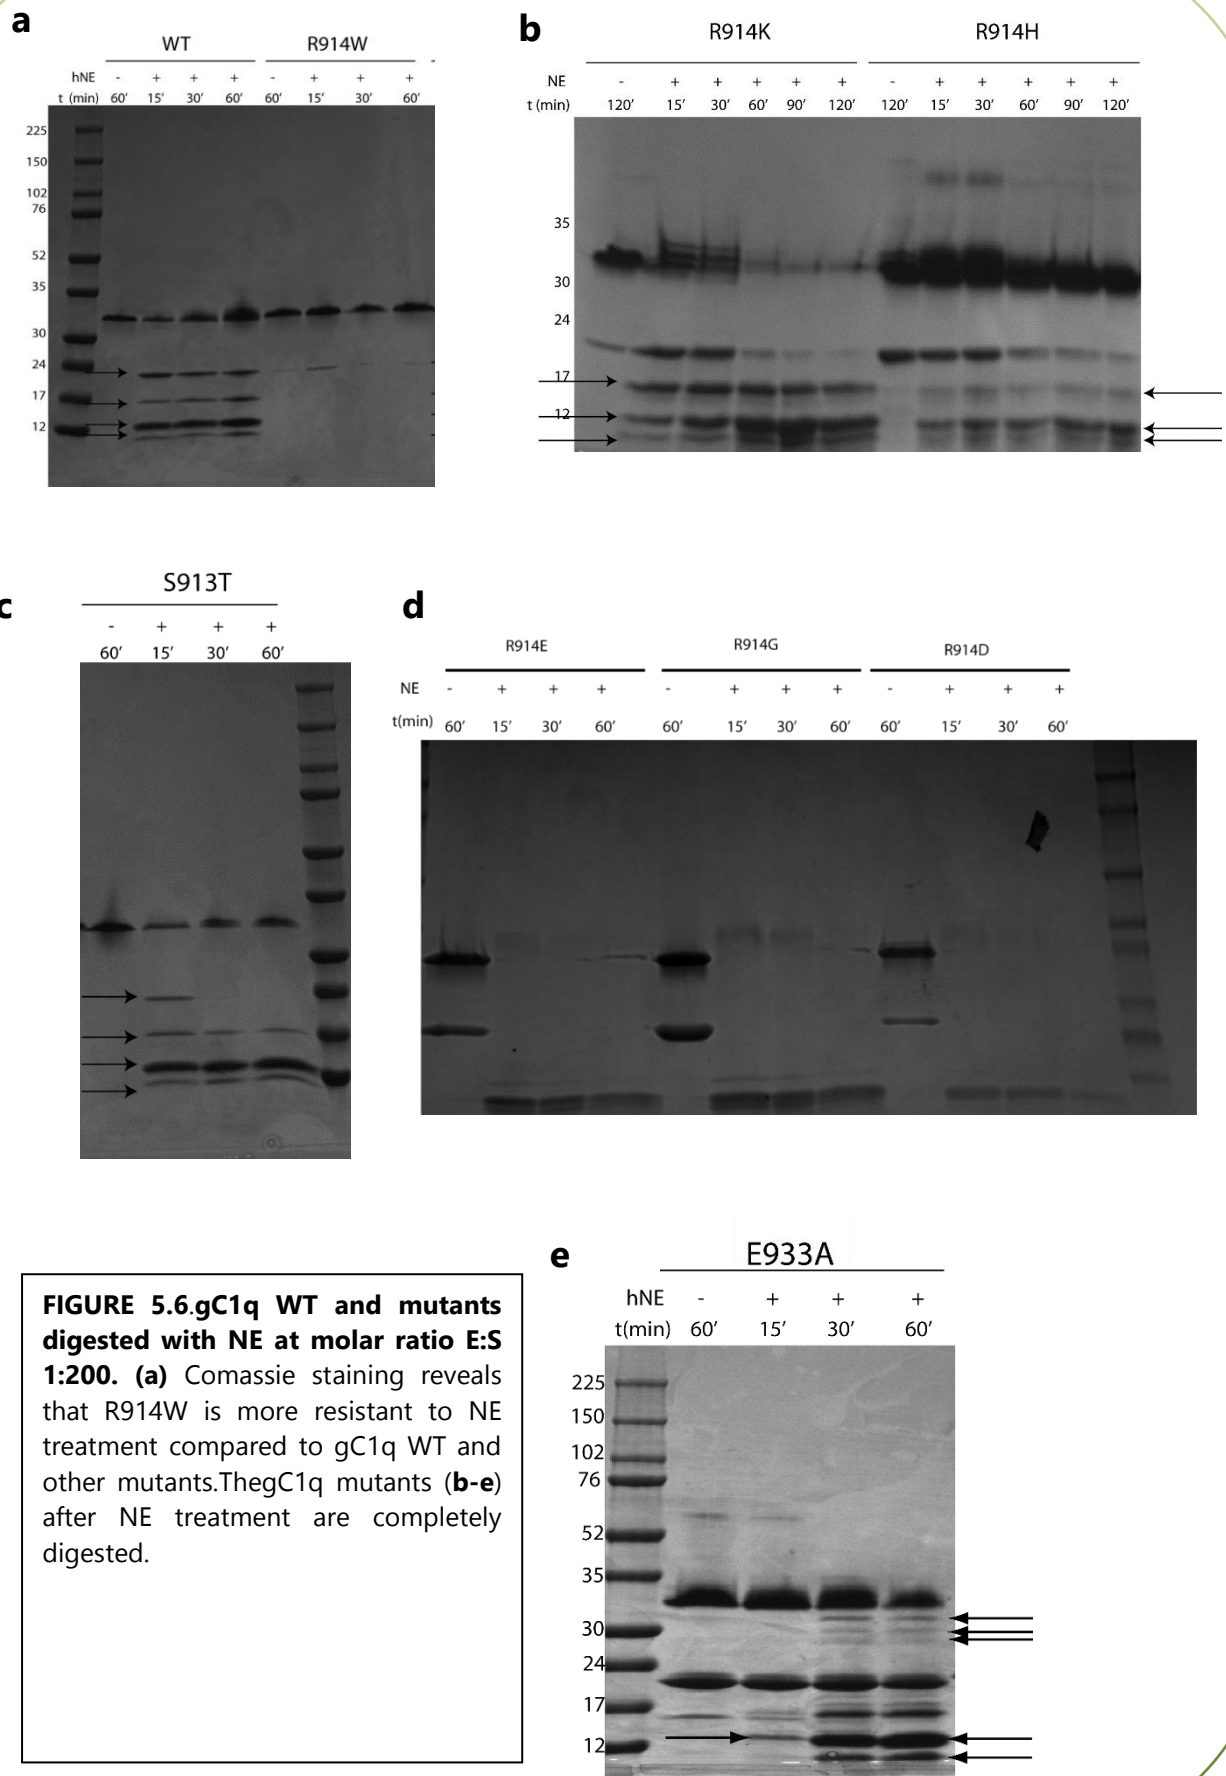 a
WT R914W
hNE - + + + - + + +
t (min) 60' 15' 30' 60' 60' 15' 30' 60'
225
150
102
76
52
35
30
24
17
12
b
R914K R914H
NE - + + + + + - + + + + +
t (min) 120' 15' 30' 60' 90' 120' 120' 15' 30' 60' 90' 120'
35
30
24
17
12
c
S913T
- + + +
60' 15' 30' 60'
d
R914E R914G R914D
NE - + + + - + + + - + + +
t(min) 60' 15' 30' 60' 60' 15' 30' 60' 60' 15' 30' 60'
FIGURE 5.6.gC1q WT and mutants
digested with NE at molar ratio E:S
1:200. (a) Comassie staining reveals
that R914W is more resistant to NE
treatment compared to gC1q WT and
other mutants.ThegC1q mutants (b-e)
after NE treatment are completely
digested.
e
E933A
hNE - + + +
t(min) 60' 15' 30' 60'
225
150
102
76
52
35
30
24
17
12